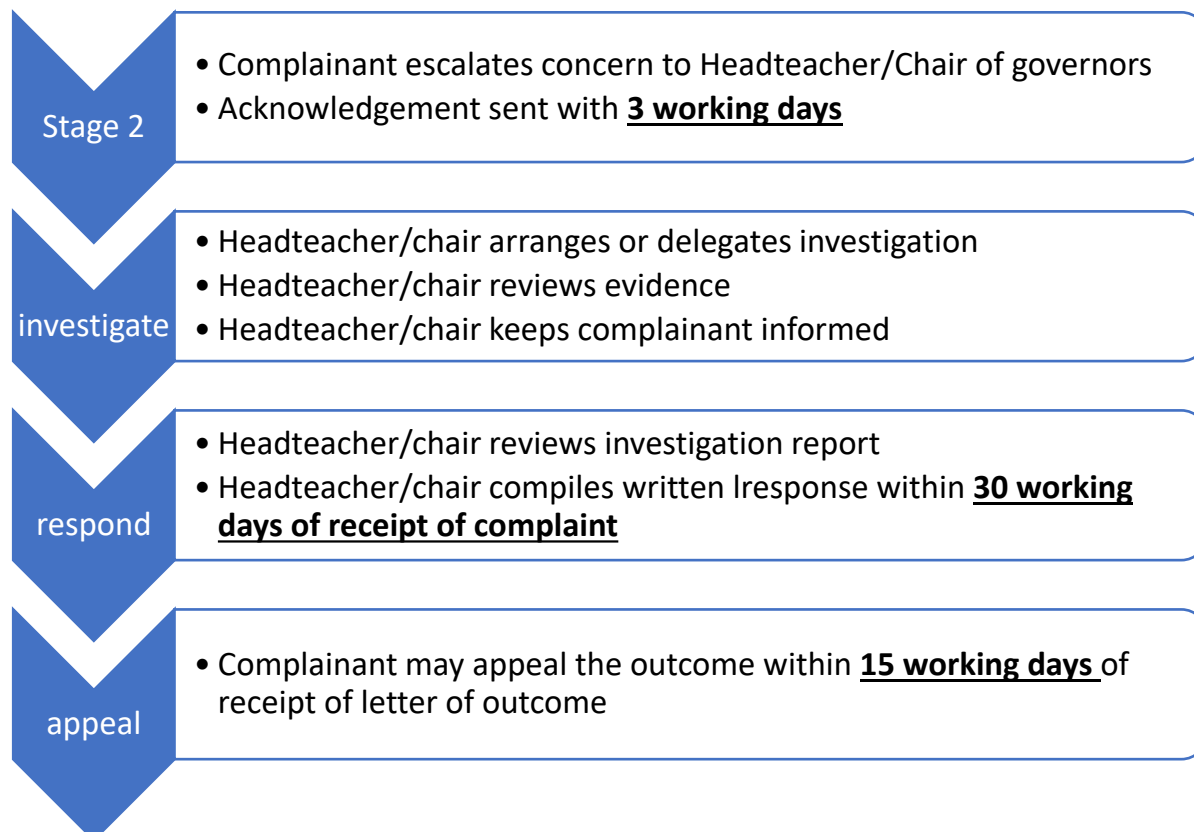 Stage 2
• Complainant escalates concern to Headteacher/Chair of governors
• Acknowledgement sent with 3 working days
investigate
• Headteacher/chair arranges or delegates investigation
• Headteacher/chair reviews evidence
• Headteacher/chair keeps complainant informed
respond
• Headteacher/chair reviews investigation report
• Headteacher/chair compiles written lresponse within 30 working
days of receipt of complaint
appeal
• Complainant may appeal the outcome within 15 working days of
receipt of letter of outcome